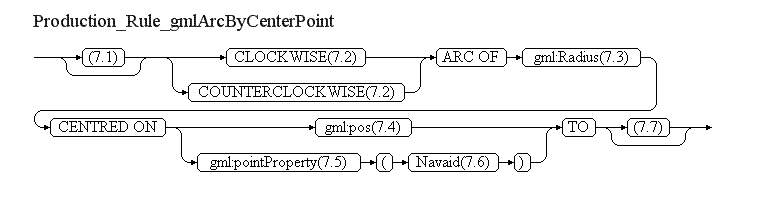 Production_Rule_gmlArcByCenterPoint
(7.1) CLOCKWISE(7.2) ARC OF gml:Radius(7.3)
COUNTERCLOCKWISE(7.2)
CENTRED ON gml:pos(7.4) TO (7.7)
gml:pointProperty(7.5) ( Navaid(7.6) )